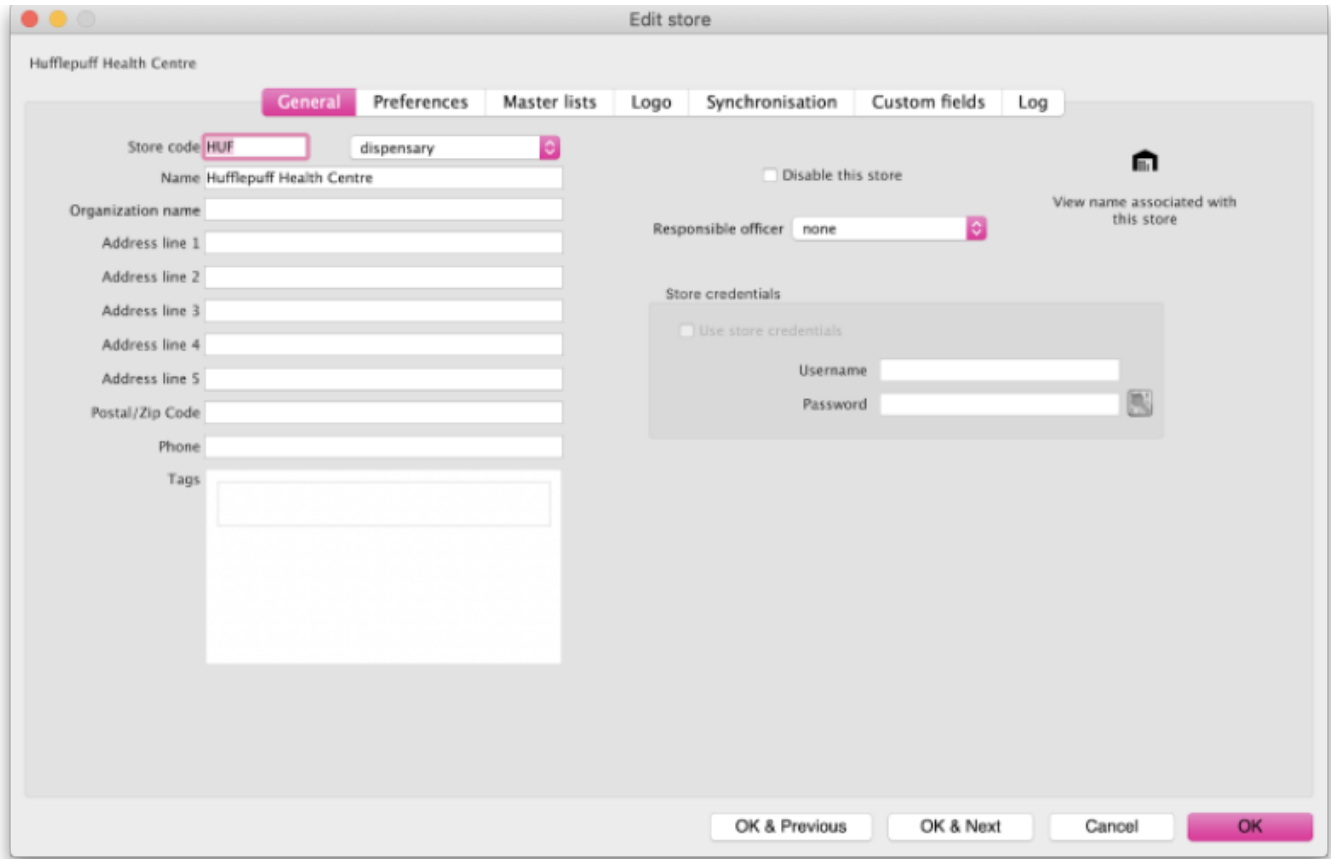 Edit store
Hufflepuff Health Centre
General Preferences Master lists Logo Synchronisation Custom fields Log
Store code HUF dispensary
Name Hufflepuff Health Centre
Disable this store
View name associated with
this store
Organization name
Responsible officer none
Address line 1
Address line 2
Store credentials
Address line 3
Use store credentials
Address line 4
Username
Address line 5
Password
Postal/Zip Code
Phone
Tags
OK & Previous OK & Next Cancel OK